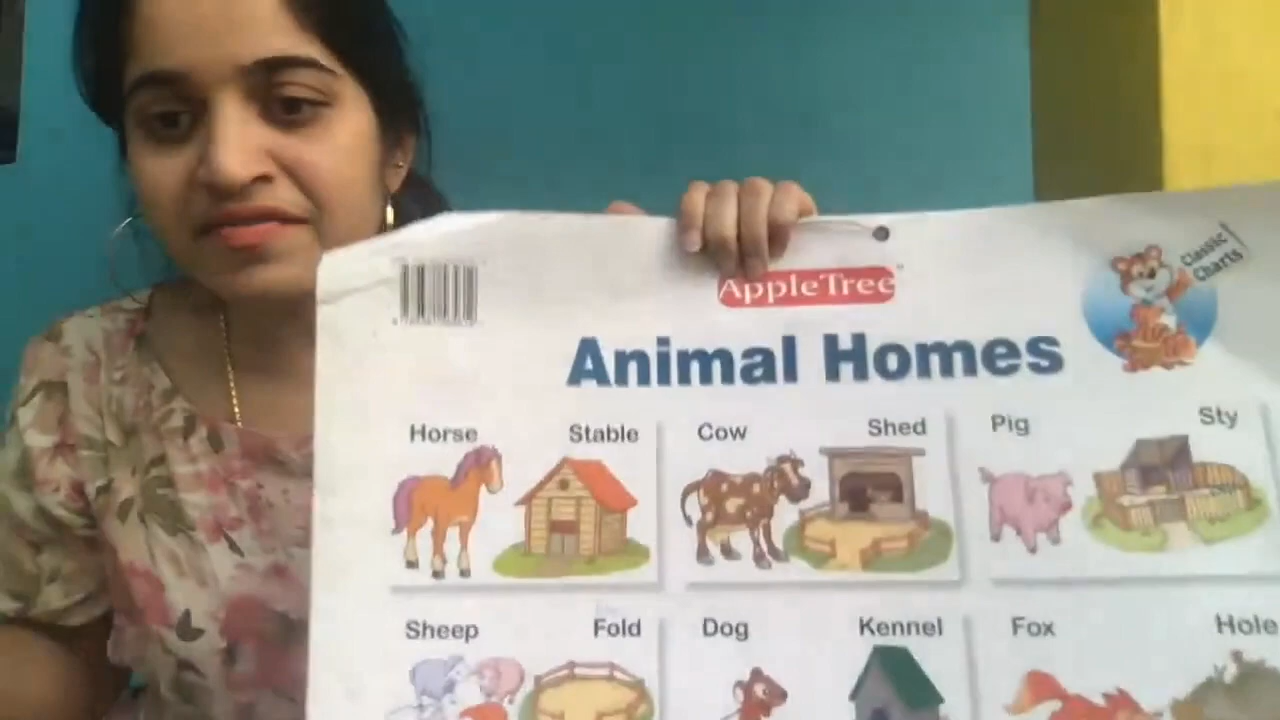 AppleTree
Classic
Charts
Animal Homes
Horse Stable
Cow Shed
Pig Sty
Sheep Fold
Dog Kennel
Fox Hole